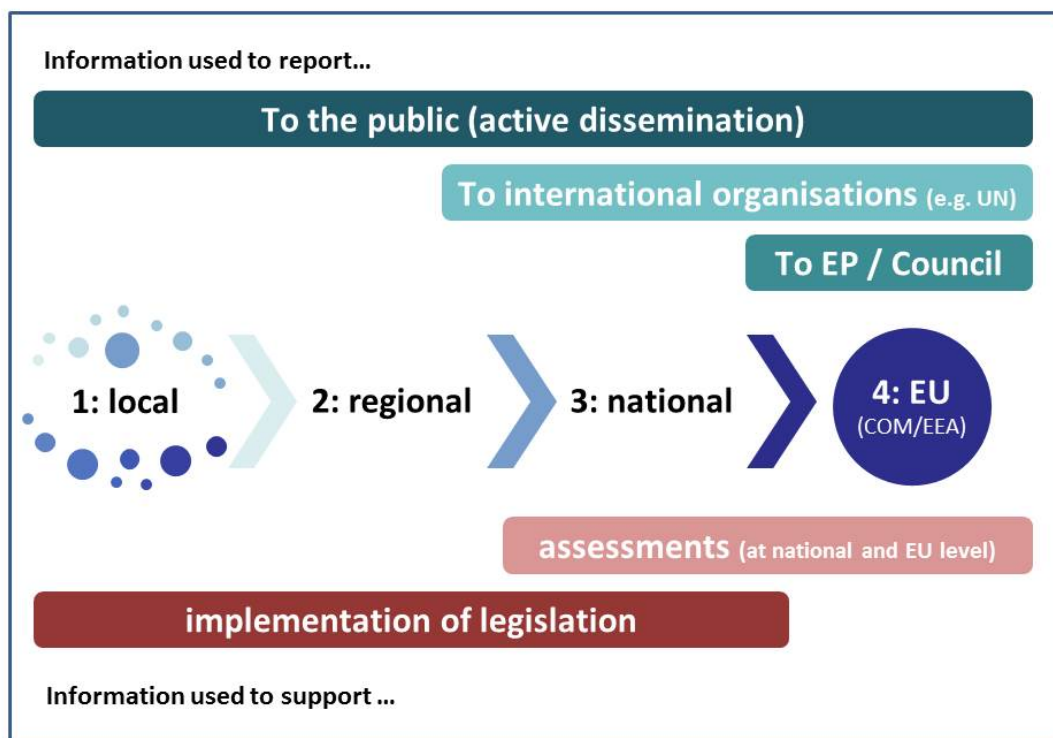 Information used to report...
To the public (active dissemination)
To international organisations (e.g. UN)
To EP / Council
1: local
2: regional
3: national
4: EU
(COM/EEA)
assessments (at national and EU level)
implementation of legislation
Information used to support ...